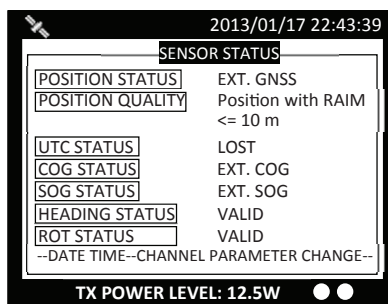 2013/01/17 22:43:39
SENSOR STATUS
POSITION STATUS EXT. GNSS
POSITION QUALITY Position with RAIM
<= 10 m
UTC STATUS LOST
COG STATUS EXT. COG
SOG STATUS EXT. SOG
HEADING STATUS VALID
ROT STATUS VALID
--DATE TIME--CHANNEL PARAMETER CHANGE--
TX POWER LEVEL: 12.5W